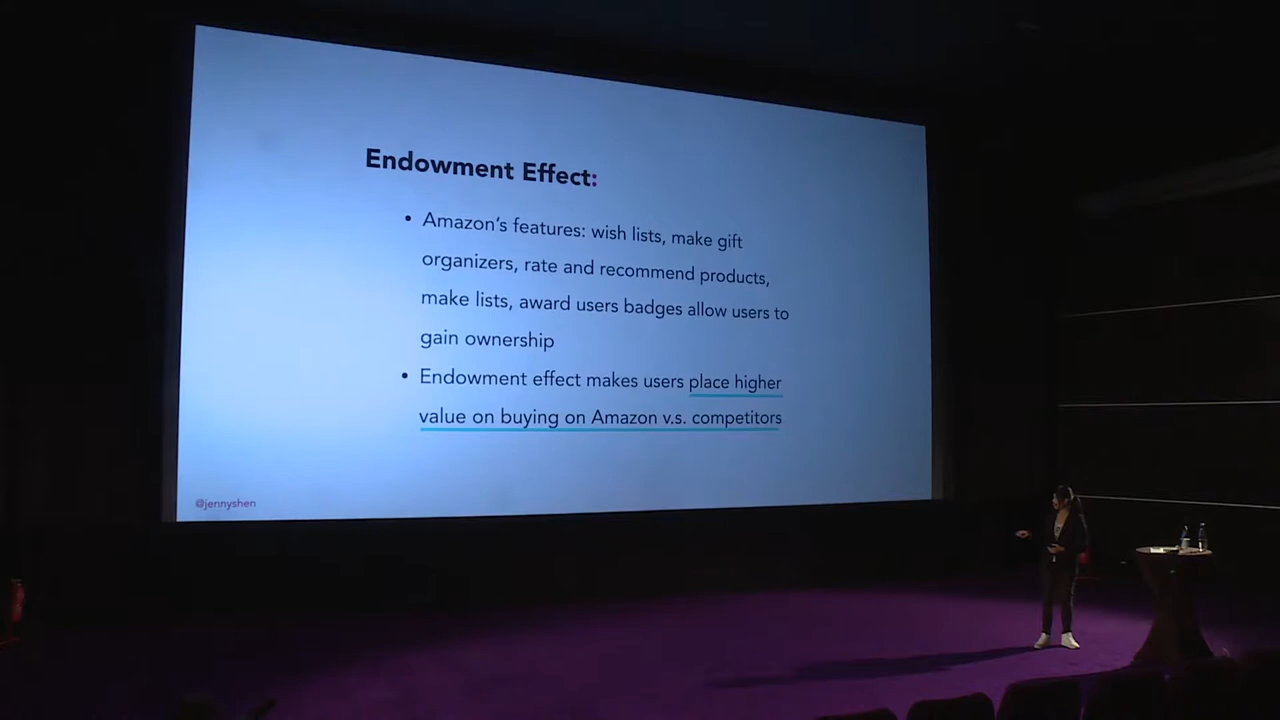 Endowment Effect:
• Amazon's features: wish lists, make gift
organizers, rate and recommend products,
make lists, award users badges allow users to
gain ownership
• Endowment effect makes users place higher
value on buying on Amazon v.s. competitors
@jennyshen